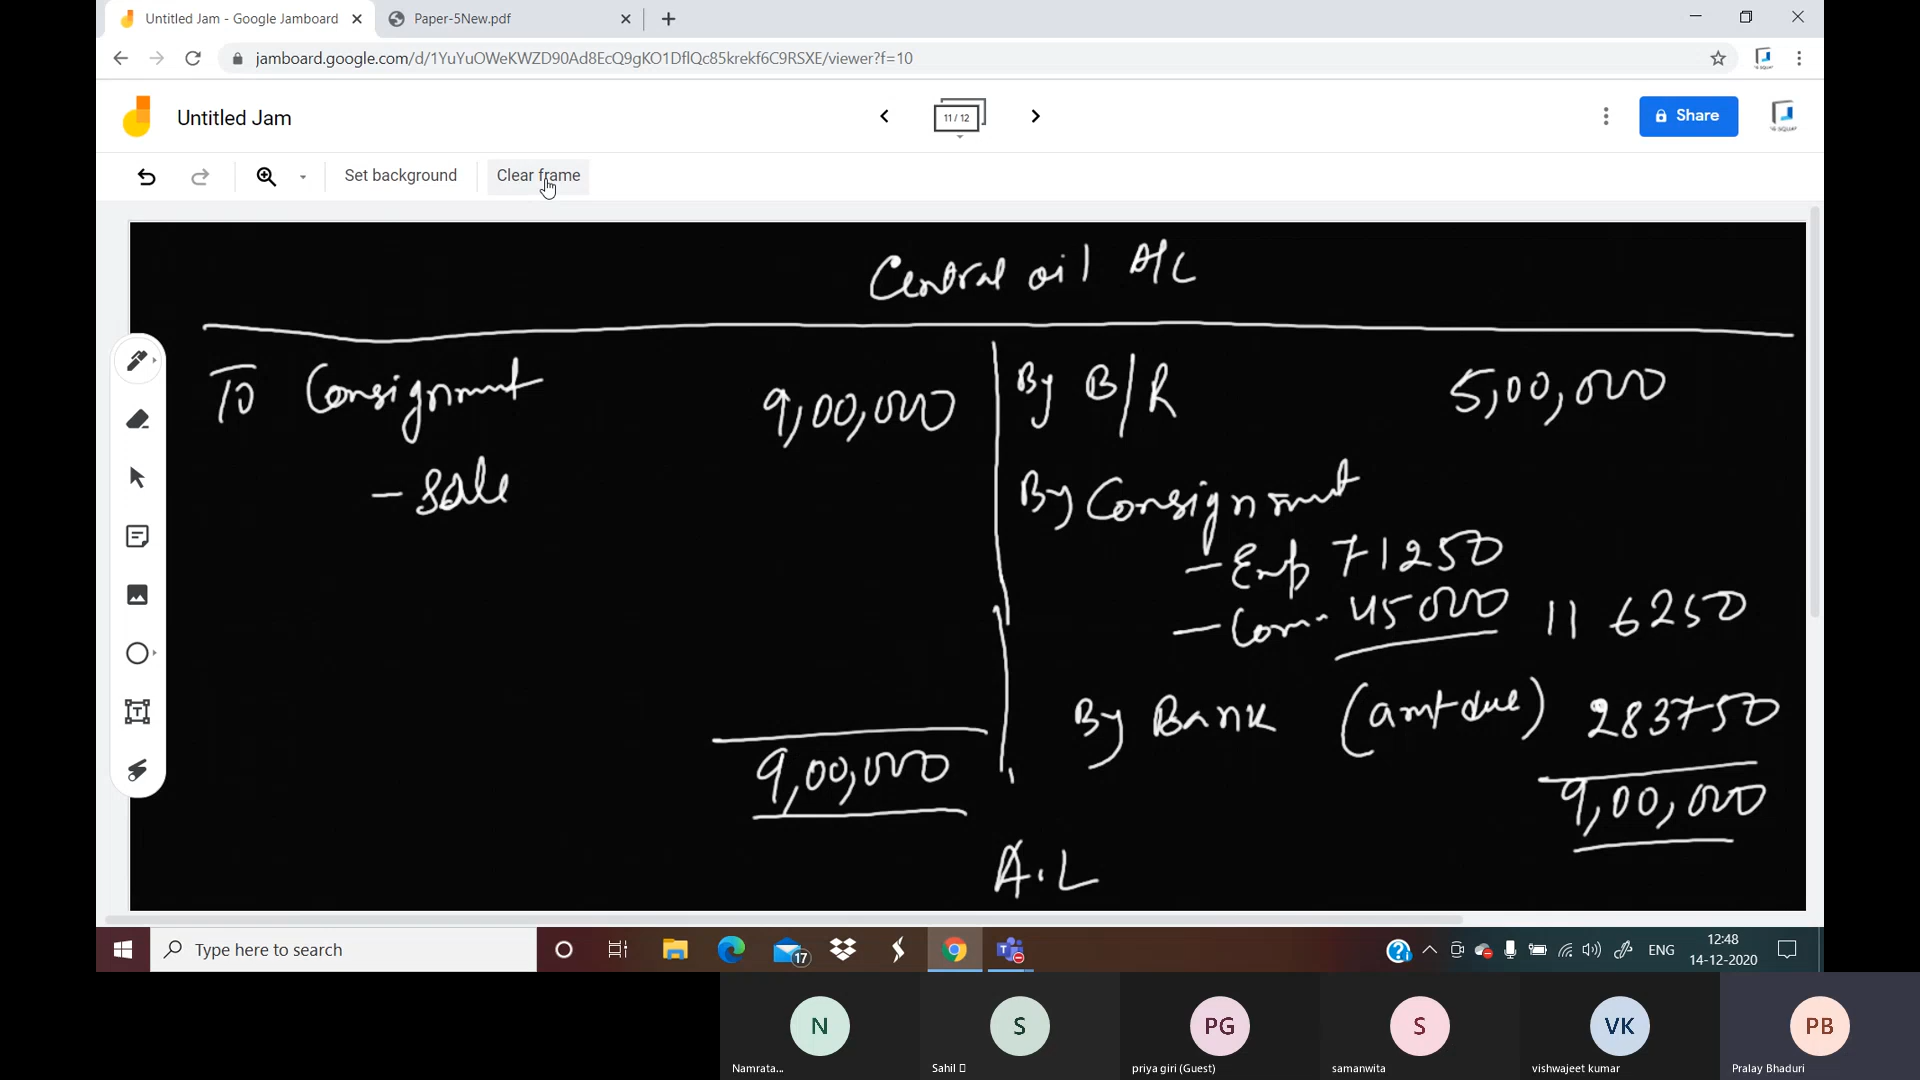 Untitled Jam - Google Jamboard
Paper-5New.pdf
jamboard.google.com/d/1YuYuOWeKWZD90Ad8EcQ9gKO1DflQc85krekf6C9RSXE/viewer?f=10
Untitled Jam
11 / 12
Share
Set background
Clear frame
Central oil A/C
To Consignment 9,00,000
- Sale
By B/R 5,00,000
By Consignment
- Exp 71250
- Com. 45000 116250
By Bank (amt due) 283750
9,00,000
9,00,000
A.L
Type here to search
17
ENG
12:48
14-12-2020
N
S
PG
S
VK
PB
Namrata...
Sahil
priya giri (Guest)
samanwita
vishwajeet kumar
Pralay Bhaduri